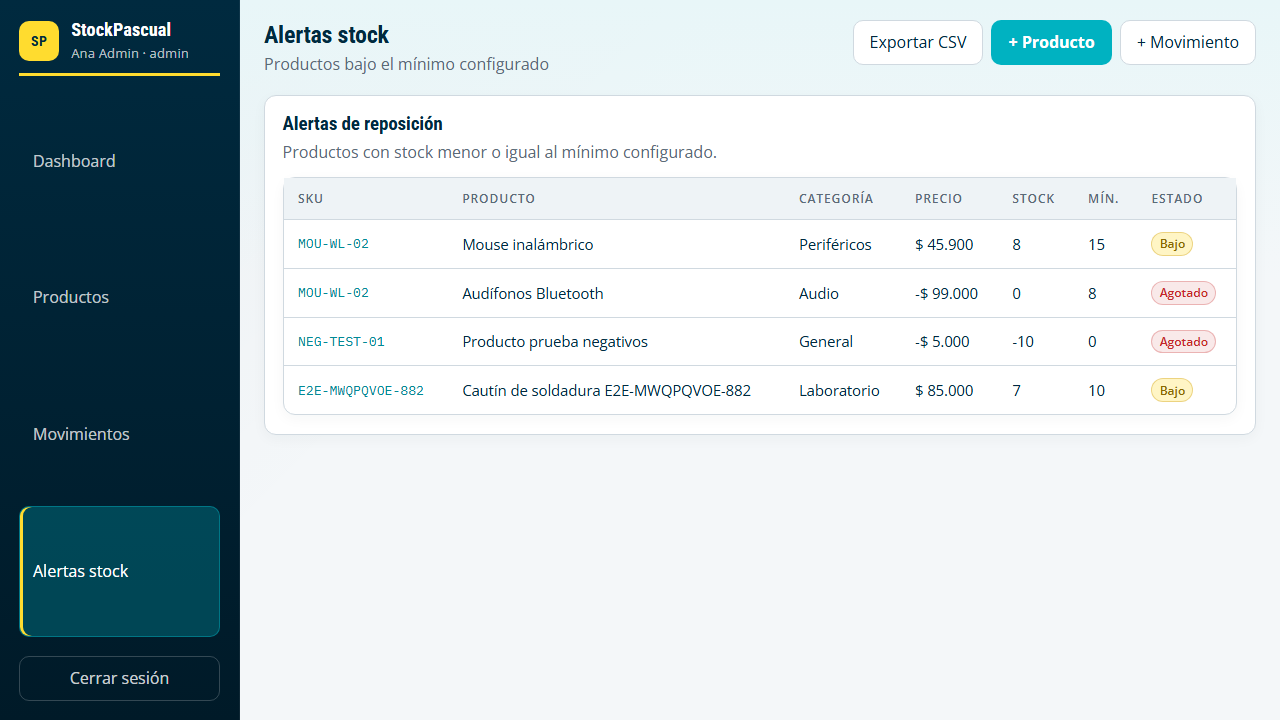 SP
StockPascual
Ana Admin · admin
Dashboard
Productos
Movimientos
Alertas stock
Cerrar sesión
Alertas stock
Productos bajo el mínimo configurado
Exportar CSV
+ Producto
+ Movimiento
Alertas de reposición
Productos con stock menor o igual al mínimo configurado.
SKU PRODUCTO CATEGORÍA PRECIO STOCK MÍN. ESTADO
MOU-WL-02 Mouse inalámbrico Periféricos $ 45.900 8 15 Bajo
MOU-WL-02 Audífonos Bluetooth Audio -$ 99.000 0 8 Agotado
NEG-TEST-01 Producto prueba negativos General -$ 5.000 -10 0 Agotado
E2E-MWQPQVOE-882 Cautín de soldadura E2E-MWQPQVOE-882 Laboratorio $ 85.000 7 10 Bajo